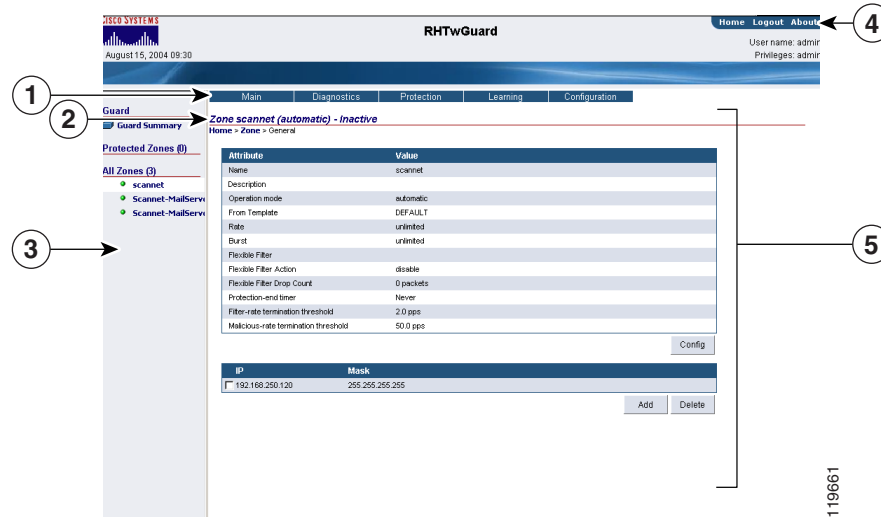 CISCO SYSTEMS
RHTwGuard
Home Logout About
4
August 15, 2004 09:30
User name: admin
Privileges: admin
1
Main Diagnostics Protection Learning Configuration
2
Guard
Guard Summary
Protected Zones (0)
All Zones (3)
scannet
Scannet-MailServe
Scannet-MailServe
3
Zone scannet (automatic) - Inactive
Home > Zone > General
Attribute Value
Name scannet
Description
Operation mode automatic
From Template DEFAULT
Rate unlimited
Burst unlimited
Flexible Filter
Flexible Filter Action disable
Flexible Filter Drop Count 0 packets
Protection-end timer Never
Filter-rate termination threshold 2.0 pps
Malicious-rate termination threshold 50.0 pps
Config
IP Mask
192.168.250.120 255.255.255.255
Add Delete
5
119661